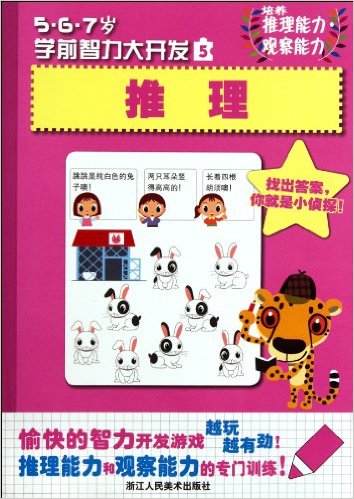 5·6·7岁
学前智力大开发 5
培养
推理能力
观察能力
推理
跳跳是纯白色的兔
子噢！
两只耳朵竖
得高高的！
长着四根
胡须噢！
找出答案，
你就是小侦探！
愉快的智力开发游戏 越玩
越有劲！
推理能力和观察能力的专门训练！
浙江人民美术出版社